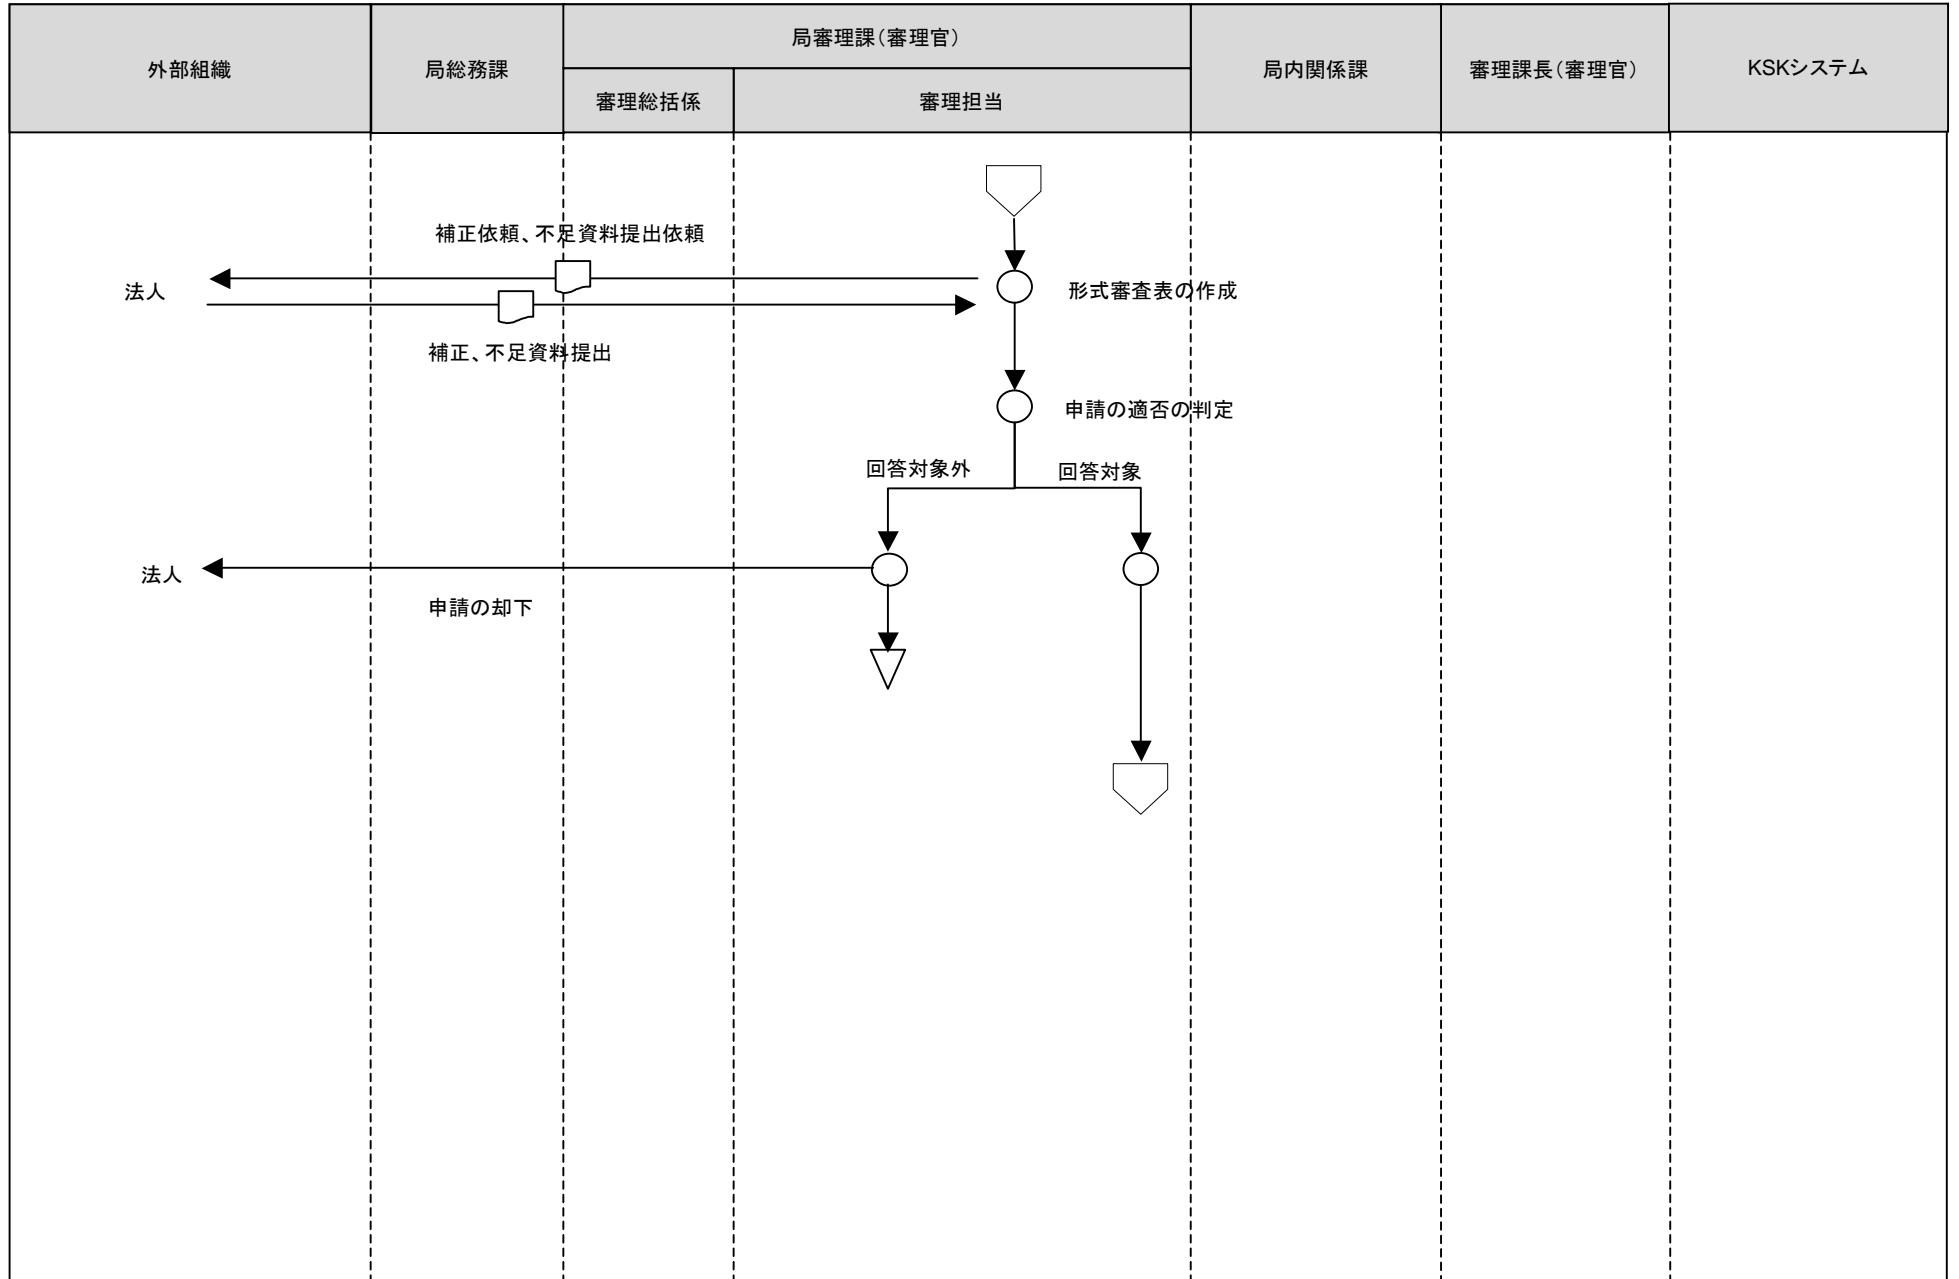 外部組織
局総務課
局審理課（審理官）
審理総括係
審理担当
局内関係課
審理課長（審理官）
KSKシステム
補正依頼、不足資料提出依頼
法人
形式審査表の作成
補正、不足資料提出
申請の適否の判定
回答対象外
回答対象
法人
申請の却下